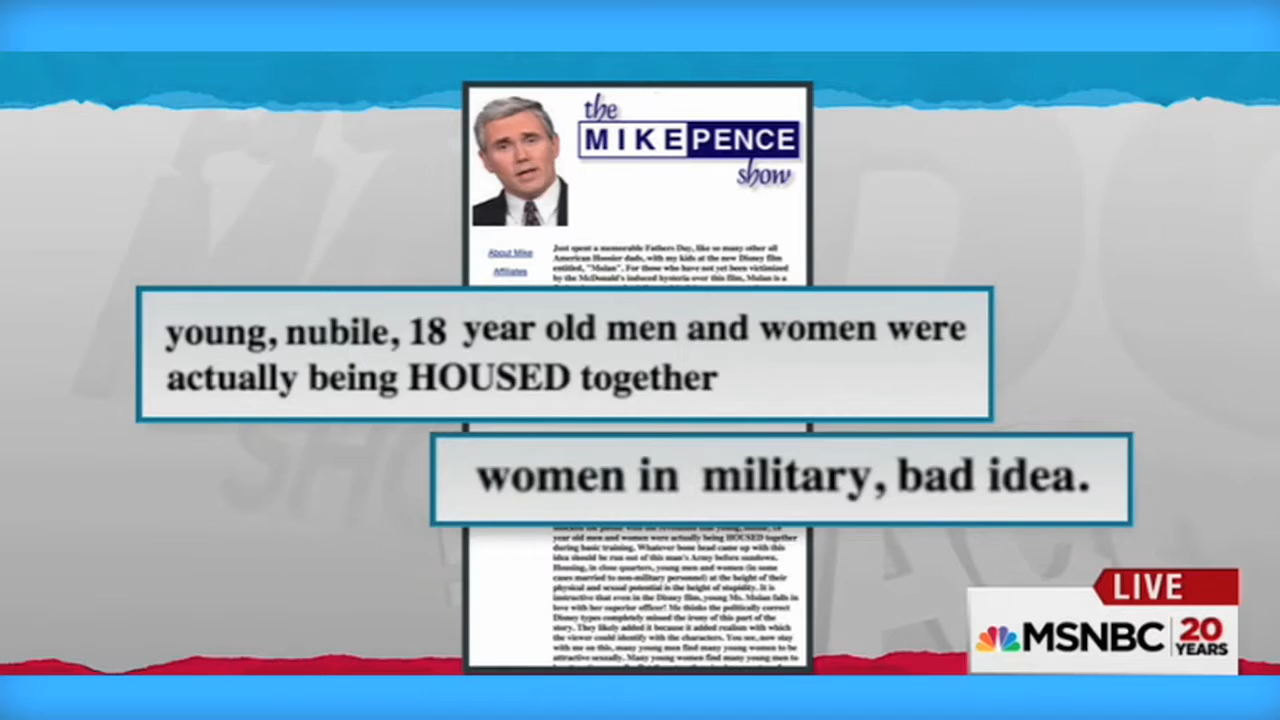 the
MIKE PENCE
show
About Mike
Affiliates
Just spent a memorable Fathers Day, like so many other all
American Hoosier dads, with my kids at the new Disney film
entitled, "Mulan". For those who have not yet been victimized
by the McDonald's induced hysteria over this film, Mulan is a
young, nubile, 18 year old men and women were
actually being HOUSED together
women in military, bad idea.
year old men and women were actually being HOUSED together
during basic training. Whatever bone head came up with this
idea should be run out of this man's Army before sundown.
Housing, in close quarters, young men and women (in some
cases married to non-military personnel) at the height of their
physical and sexual potential is the height of stupidity. It is
instructive that even in the Disney film, young Ms. Mulan falls in
love with her superior officer! Me thinks the politically correct
Disney types completely missed the irony of this part of the
story. They likely added it because it added realism with which
the viewer could identify with the characters. You see, now stay
with me on this, many young men find many young women to be
attractive sexually. Many young women find many young men to
LIVE
MSNBC 20 YEARS